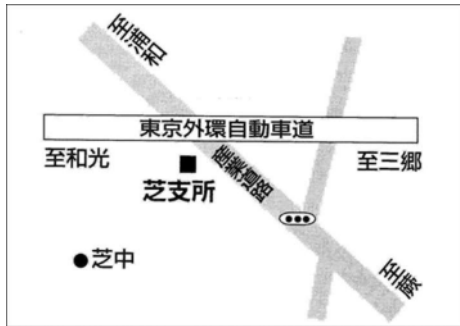 至浦和
東京外環自動車道
至和光
至三郷
産業道路
芝支所
芝中
至蕨